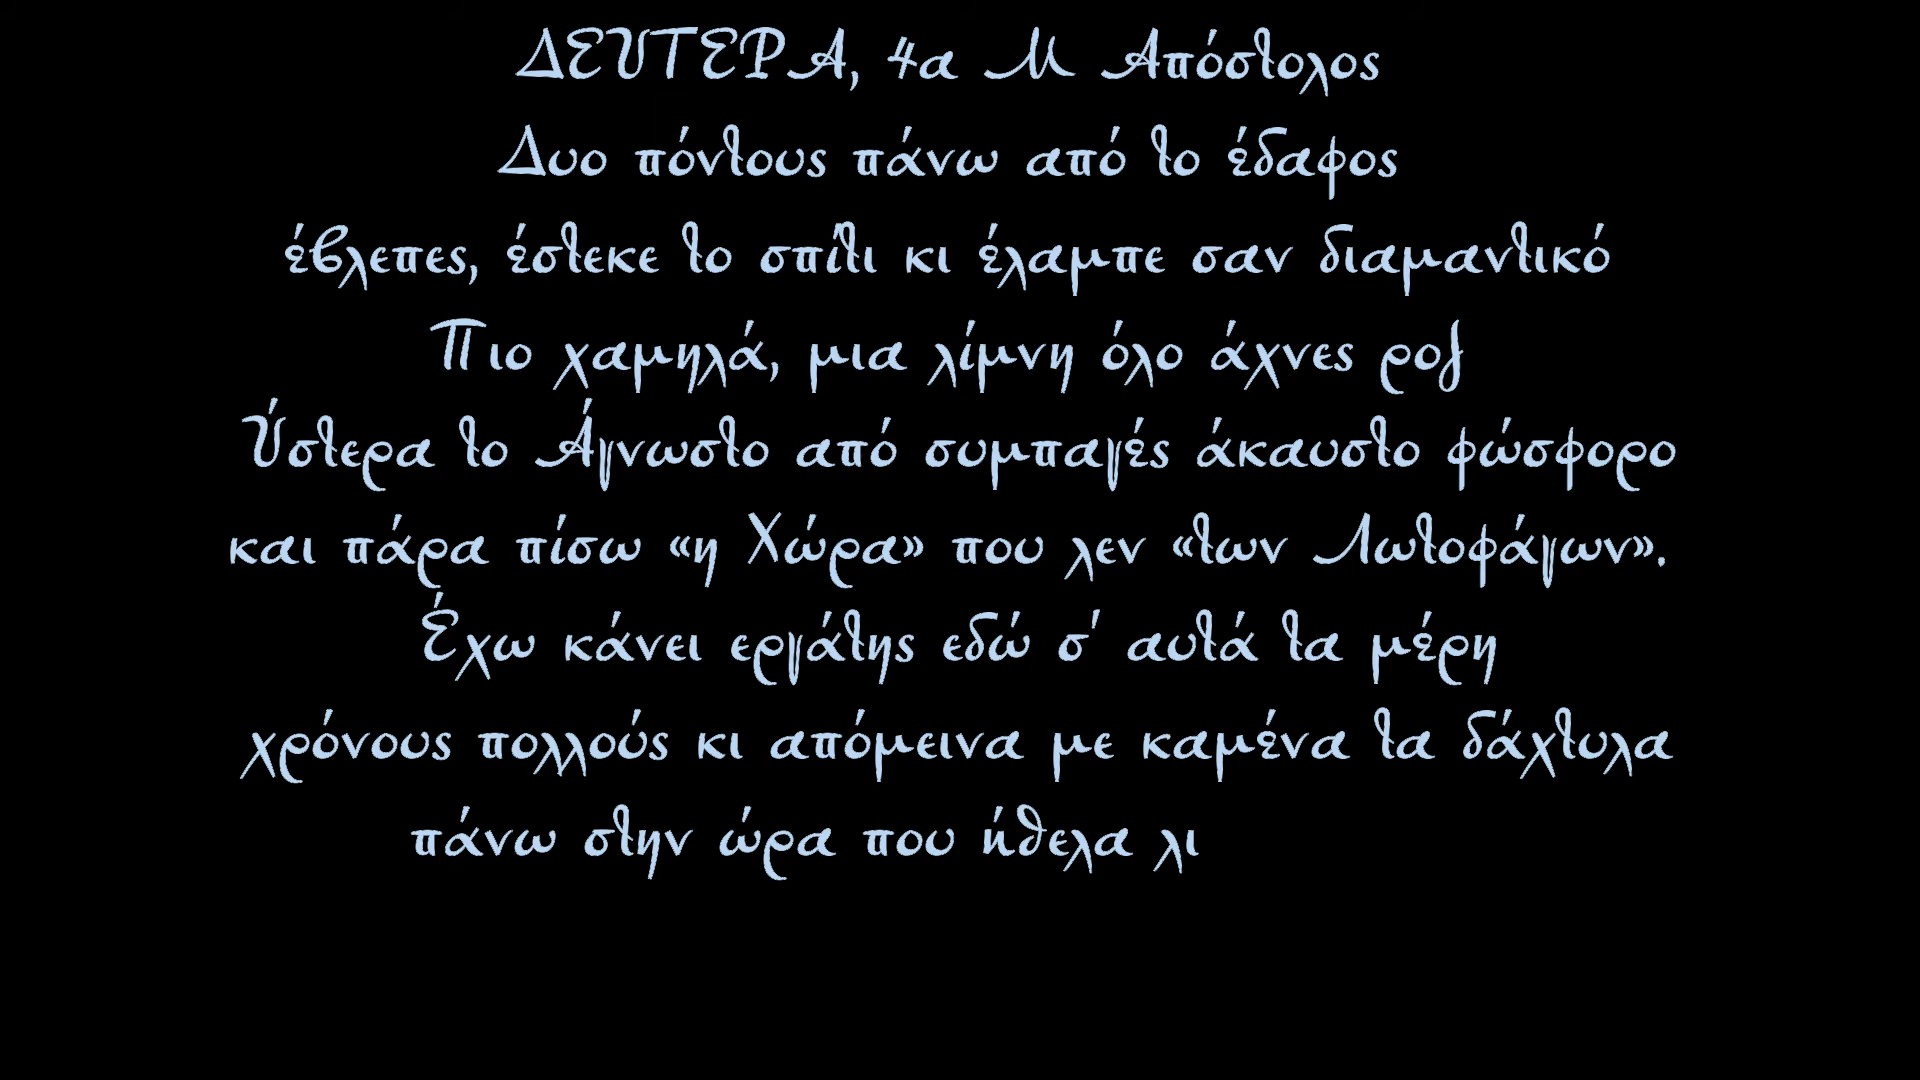 ΔΕΥΤΕΡΑ, 4α Μ Απόστολος
Δυο πόντους πάνω από το έδαφος
έβλεπες, έστεκε το σπίτι κι έλαμπε σαν διαμαντικό
Πιο χαμηλά, μια λίμνη όλο άχνες ροζ
Ύστερα το Άγνωστο από συμπαγές άκαυστο φώσφορο
και πάρα πίσω «η Χώρα» που λεν «των Λωτοφάγων».
Έχω κάνει εργάτης εδώ σ' αυτά τα μέρη
χρόνους πολλούς κι απόμεινα με καμένα τα δάχτυλα
πάνω στην ώρα που ήθελα λι